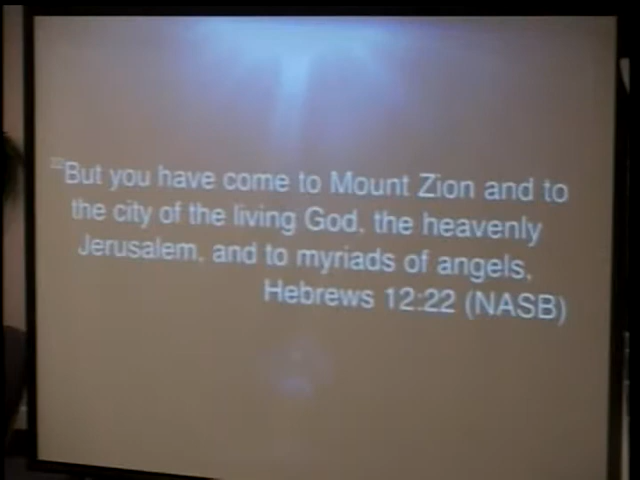 22But you have come to Mount Zion and to
the city of the living God, the heavenly
Jerusalem, and to myriads of angels,
Hebrews 12:22 (NASB)